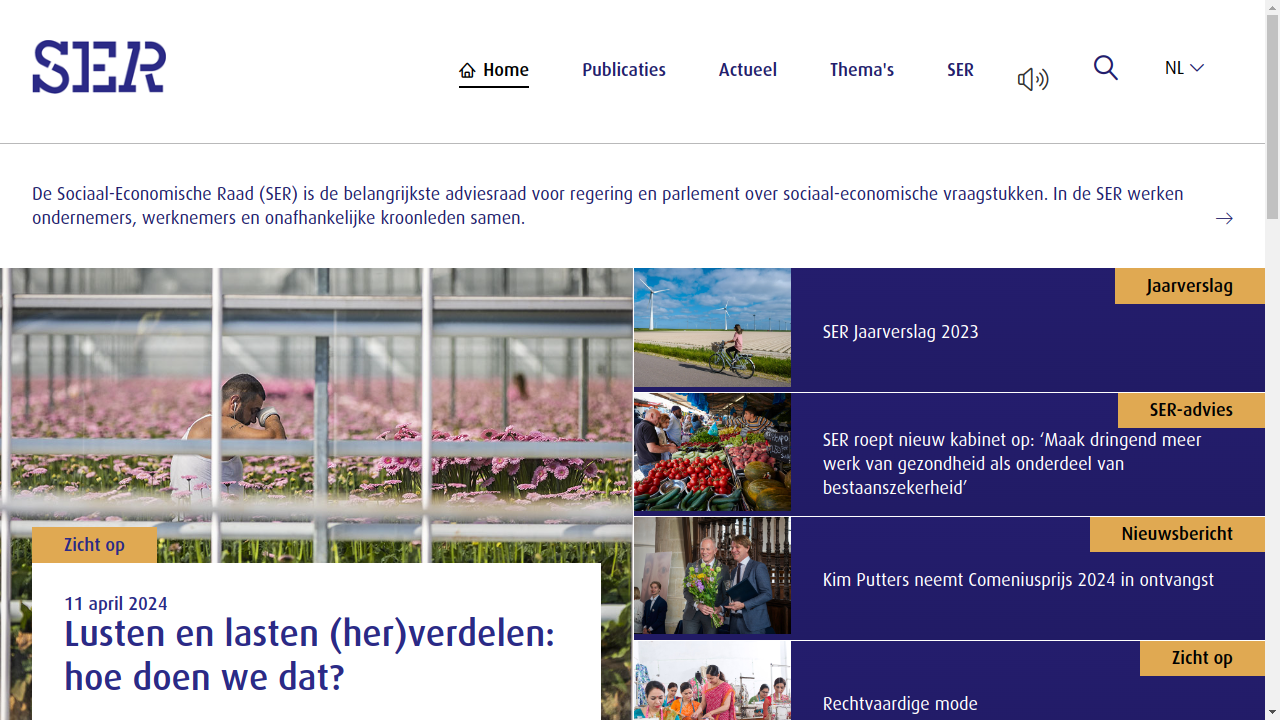 SER
Home
Publicaties
Actueel
Thema's
SER
NL
De Sociaal-Economische Raad (SER) is de belangrijkste adviesraad voor regering en parlement over sociaal-economische vraagstukken. In de SER werken
ondernemers, werknemers en onafhankelijke kroonleden samen.
Zicht op
11 april 2024
Lusten en lasten (her)verdelen:
hoe doen we dat?
Jaarverslag
SER Jaarverslag 2023
SER-advies
SER roept nieuw kabinet op: ‘Maak dringend meer
werk van gezondheid als onderdeel van
bestaanszekerheid’
Nieuwsbericht
Kim Putters neemt Comeniusprijs 2024 in ontvangst
Zicht op
Rechtvaardige mode